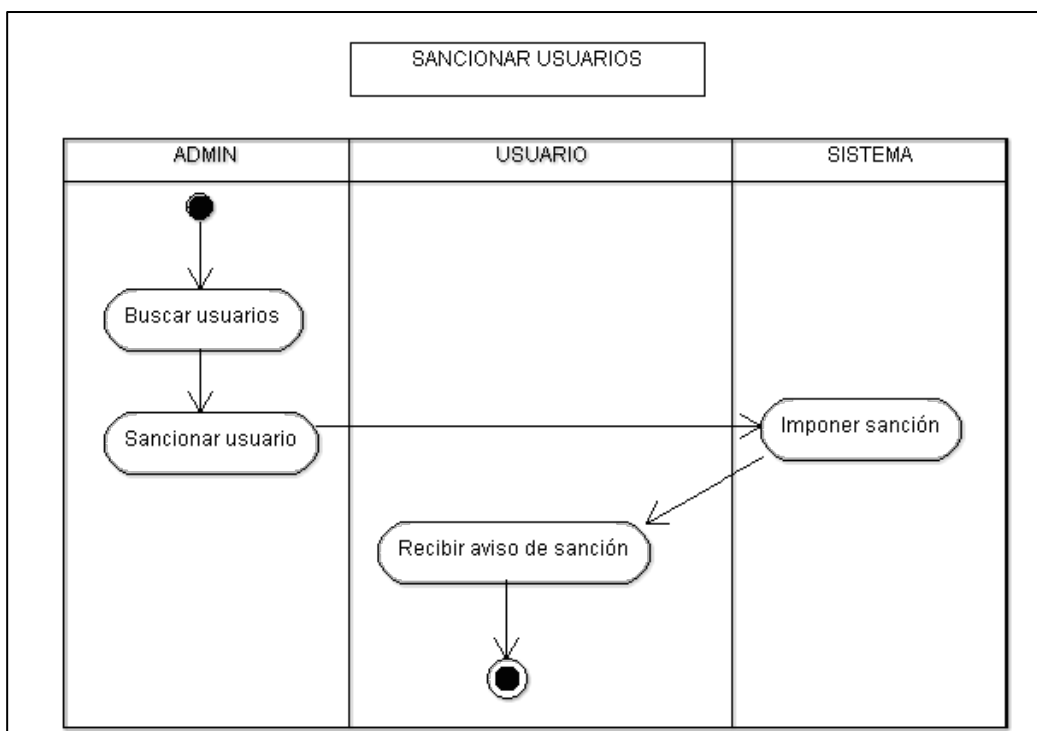 SANCIONAR USUARIOS
ADMIN
USUARIO
SISTEMA
Buscar usuarios
Sancionar usuario
Imponer sanción
Recibir aviso de sanción